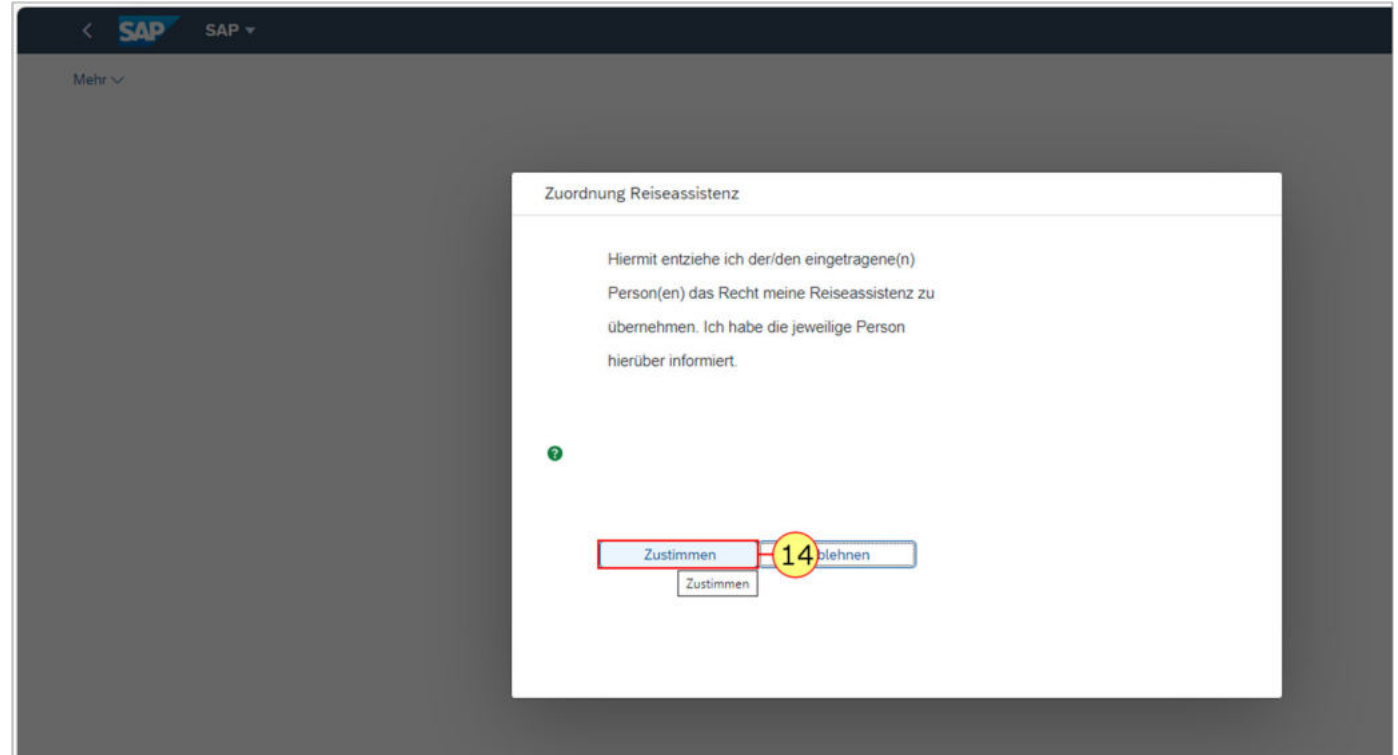 SAP SAP
Mehr
Zuordnung Reiseassistenz
Hiermit entziehe ich der/den eingetragene(n)
Person(en) das Recht meine Reiseassistenz zu
übernehmen. Ich habe die jeweilige Person
hierüber informiert.
?
Zustimmen 14 blehnen
Zustimmen